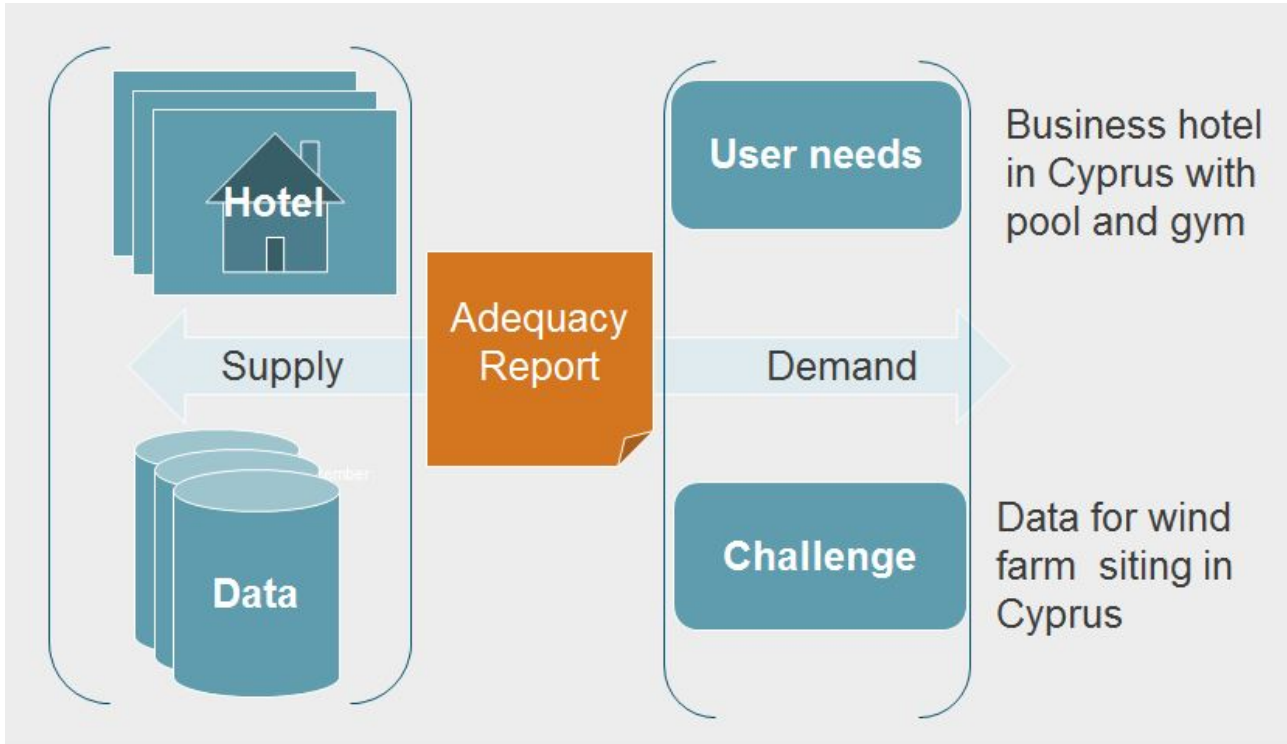 Hotel
User needs
Business hotel
in Cyprus with
pool and gym
Adequacy
Report
Supply
Demand
Data
Challenge
Data for wind
farm  siting in
Cyprus